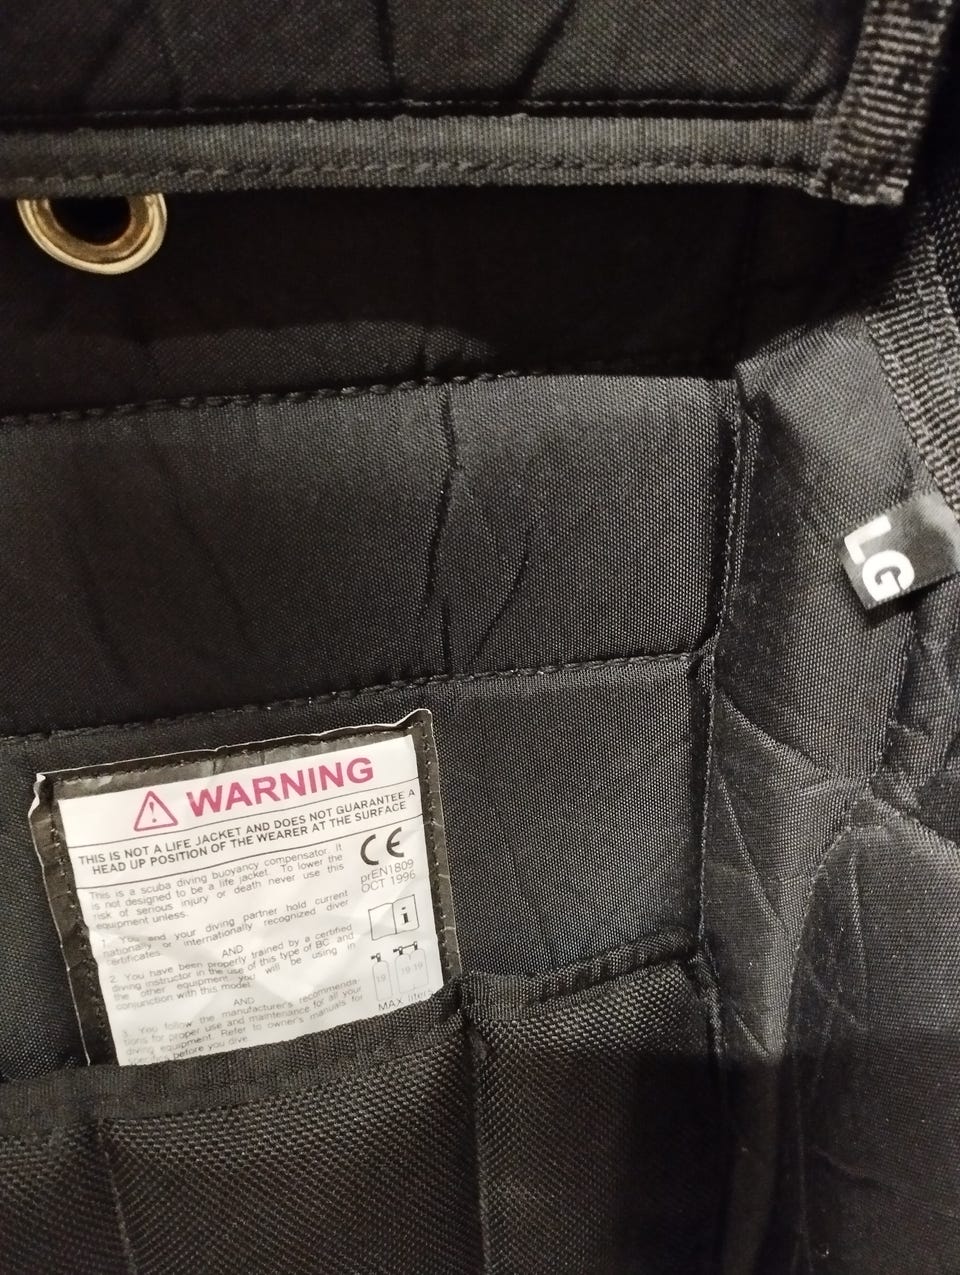 LG
WARNING
THIS IS NOT A LIFE JACKET AND DOES NOT GUARANTEE A
HEAD UP POSITION OF THE WEARER AT THE SURFACE
This is a scuba diving buoyancy compensator. It
is not designed to be a life jacket. To lower the
risk of serious injury or death never use this
equipment unless.
1. You and your diving partner hold current
nationally or internationally recognized diver
certificates.
AND
2. You have been properly trained by a certified
diving instructor in the use of this type of BC and
the other equipment you will be using in
conjunction with this model.
AND
3. You follow the manufacturer's recommenda-
tions for proper use and maintenance for all your
diving equipment. Refer to owner's manuals for
specifics before you dive.
CE
prEN1809
OCT 1996
i
19 19 19
MAX liters